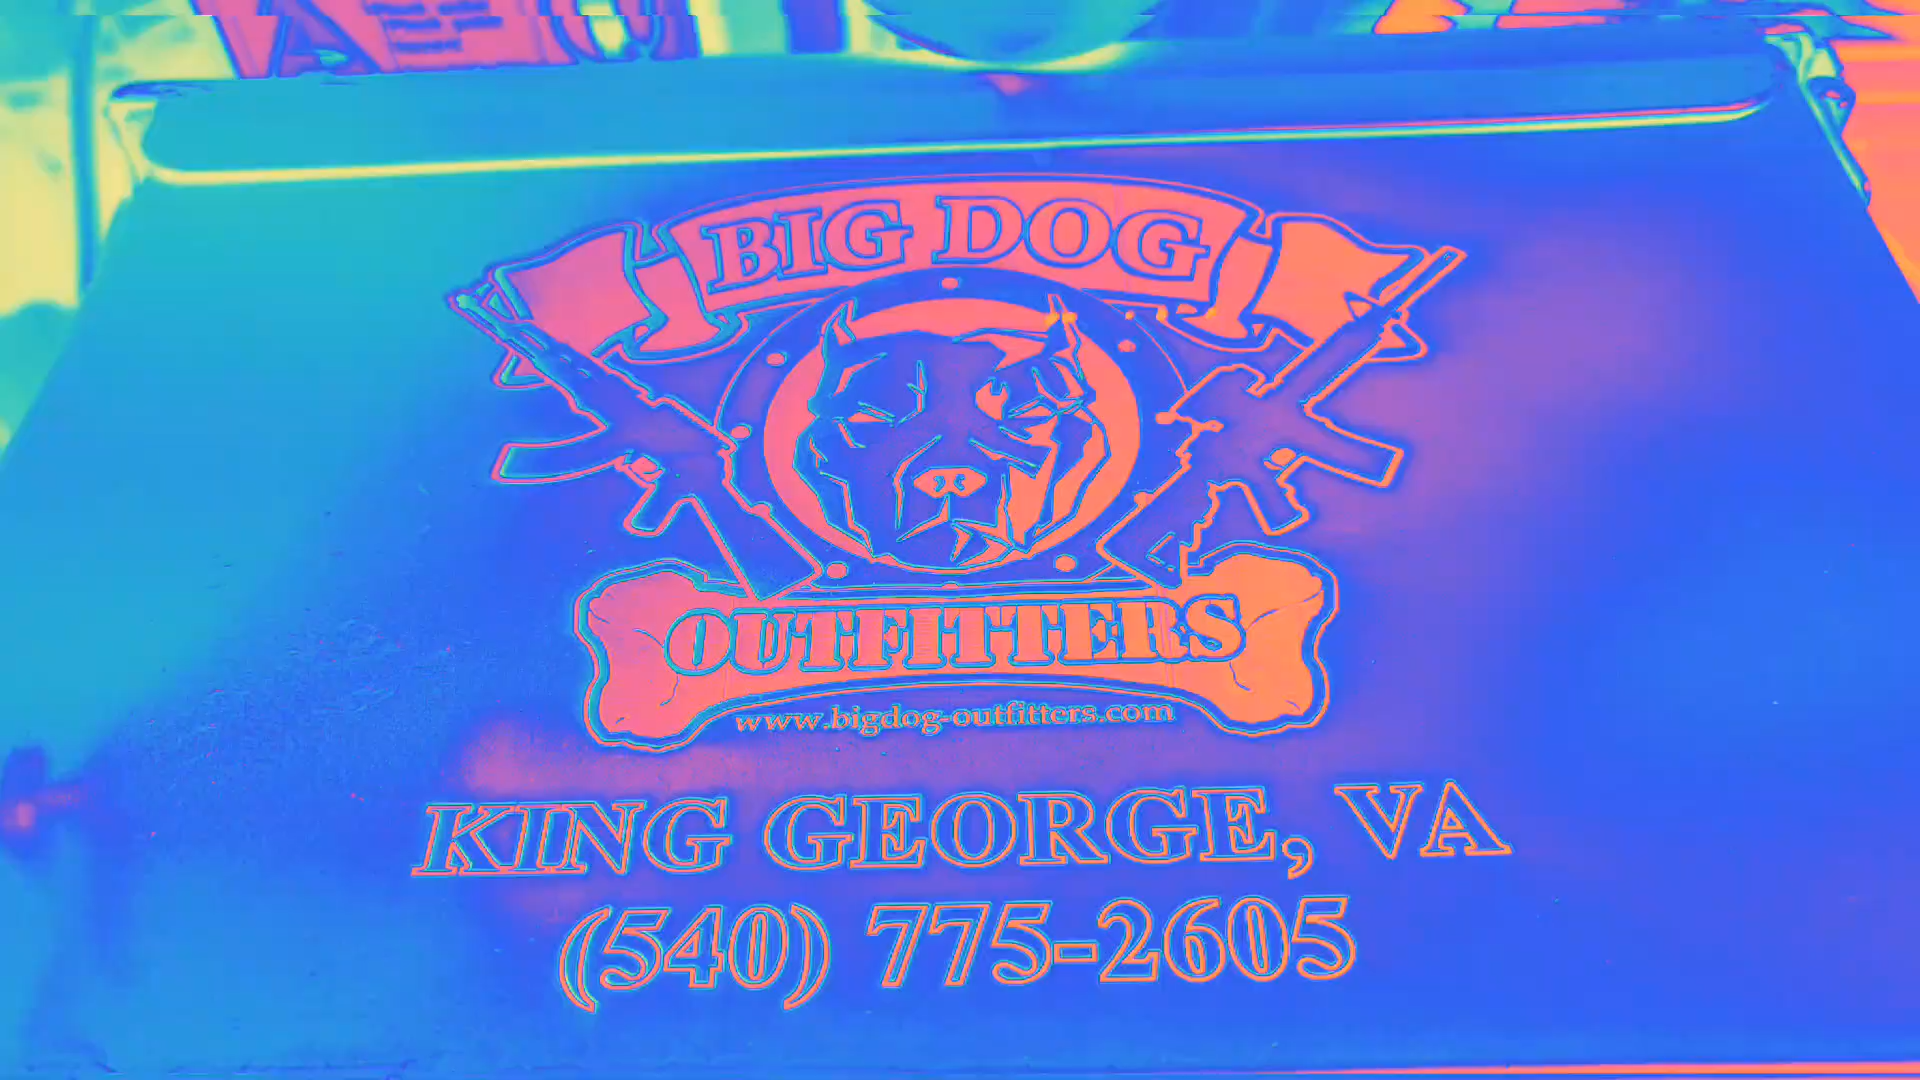 BIG DOG
OUTFITTERS
www.bigdog-outfitters.com
KING GEORGE, VA
(540) 775-2605